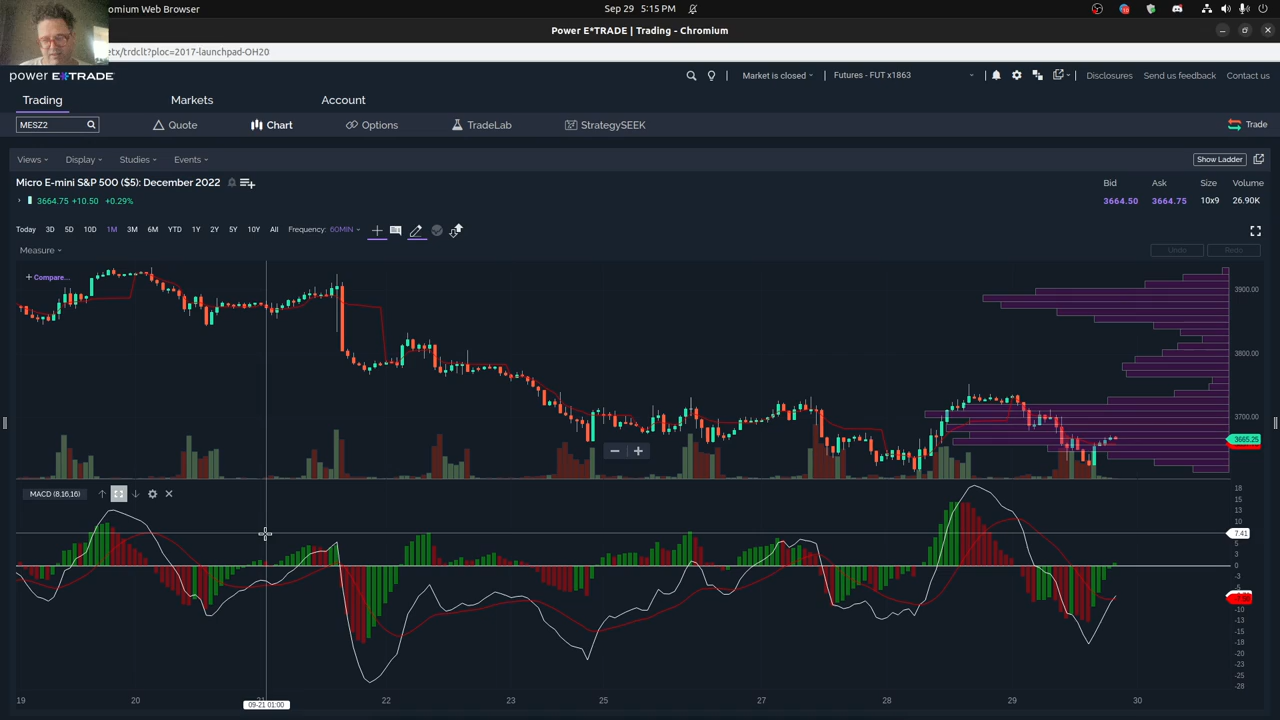 omium Web Browser
Sep 29 5:15 PM
Power E*TRADE | Trading - Chromium
etx/trdclt?ploc=2017-launchpad-OH20
power E*TRADE
Market is closed
Futures - FUT x1863
Disclosures
Send us feedback
Contact us
Trading
Markets
Account
MESZ2
Quote
Chart
Options
TradeLab
StrategySEEK
Trade
Views
Display
Studies
Events
Show Ladder
Micro E-mini S&P 500 ($5): December 2022
Bid
Ask
Size
Volume
3664.75 +10.50 +0.29%
3664.50
3664.75
10x9
26.90K
Today 3D 5D 10D 1M 3M 6M YTD 1Y 2Y 5Y 10Y All Frequency: 60MIN
Measure
Undo
Redo
+ Compare...
3900.00
3800.00
3700.00
3665.25
MACD (8,16,16)
18
15
13
10
7.41
5
3
0
-3
-5
-10
-13
-15
-18
-20
-23
-25
-28
19 20 22 23 25 27 28 29 30
09-21 01:00